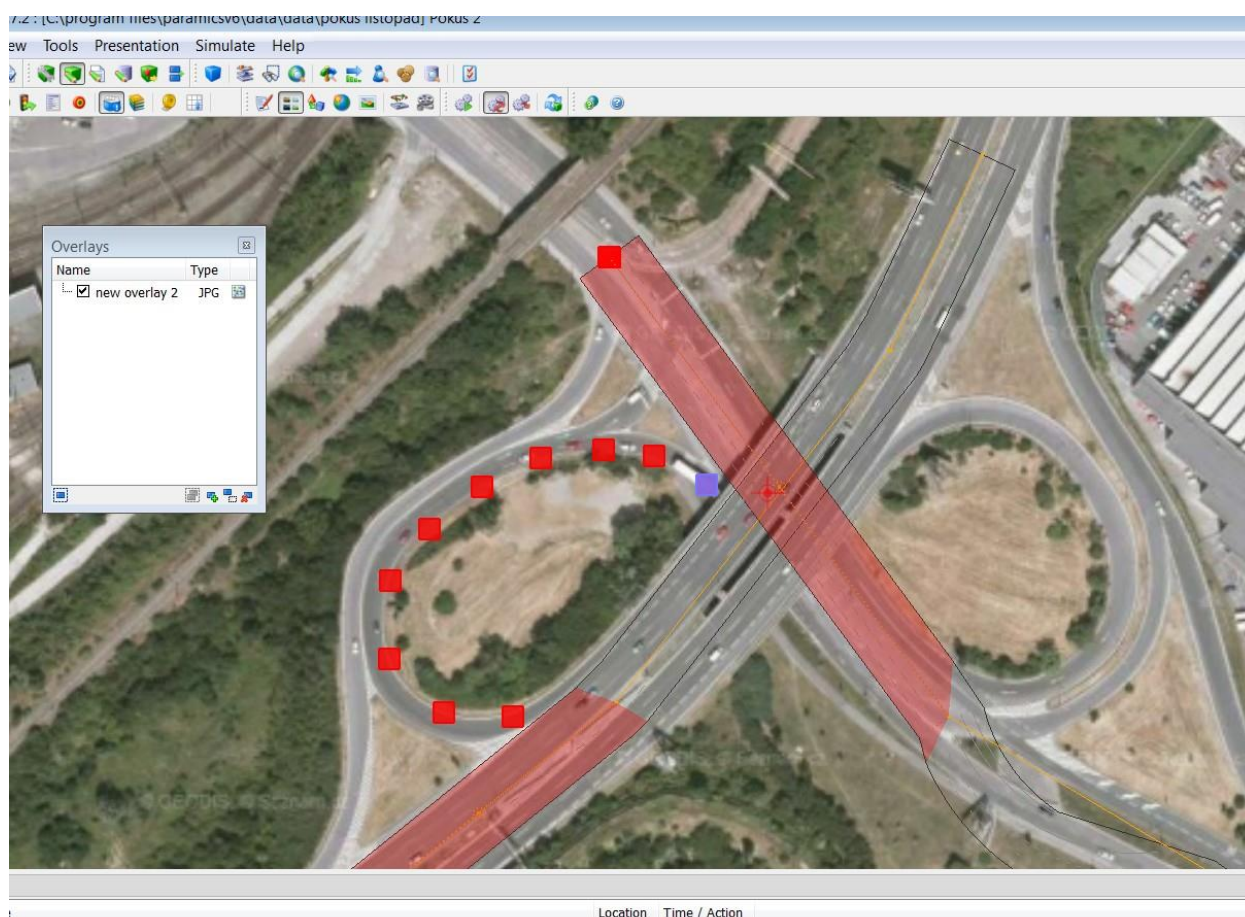 7.2 : [C:\program files\paramicsv6\data\data\pokus listopad] Pokus 2
ew Tools Presentation Simulate Help
Overlays
Name Type
new overlay 2 JPG
Location Time / Action